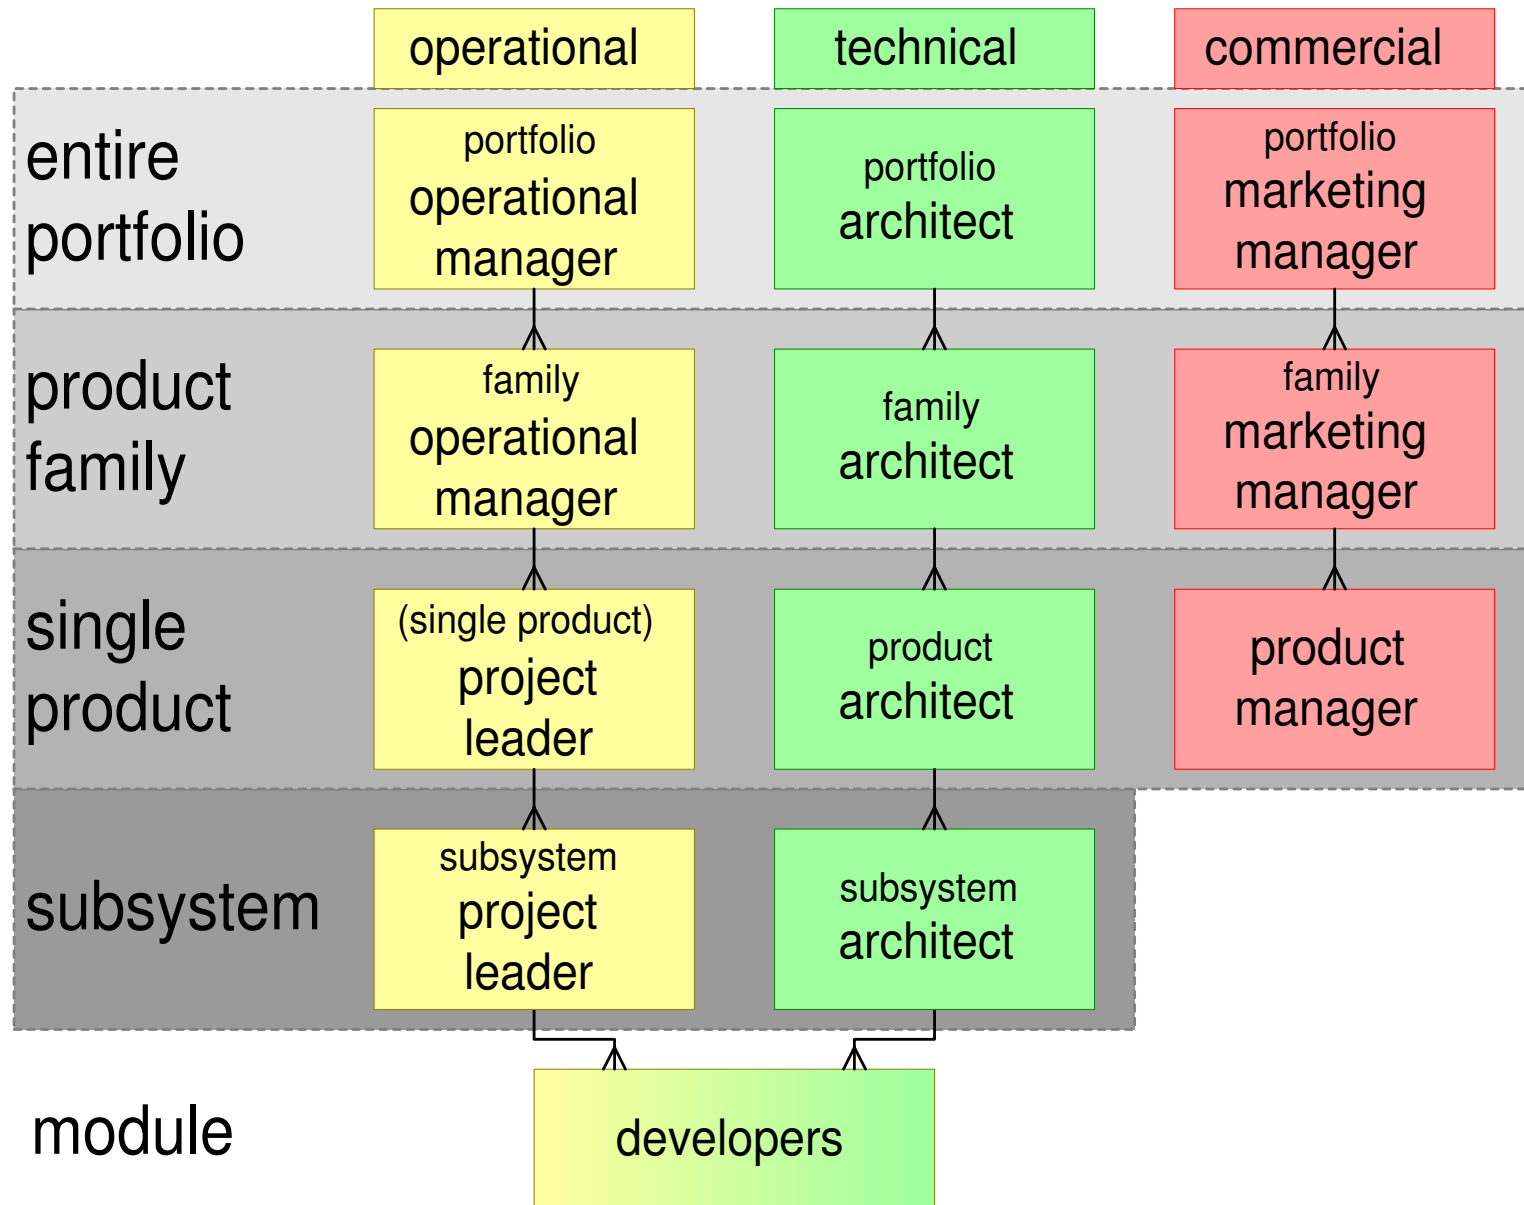 operational
technical
commercial
entire
portfolio
portfolio
operational
manager
portfolio
architect
portfolio
marketing
manager
product
family
family
operational
manager
family
architect
family
marketing
manager
single
product
(single product)
project
leader
product
architect
product
manager
subsystem
subsystem
project
leader
subsystem
architect
module
developers